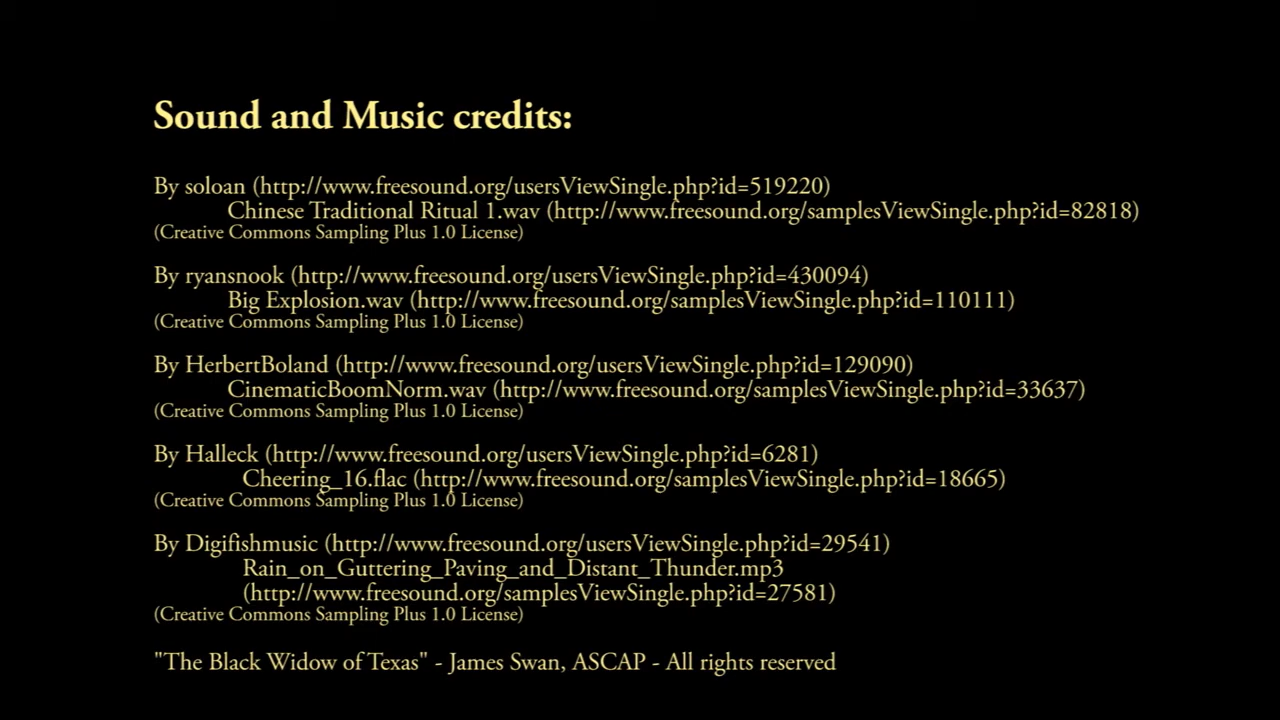 Sound and Music credits:
By soloan (http://www.freesound.org/usersViewSingle.php?id=519220)
Chinese Traditional Ritual 1.wav (http://www.freesound.org/samplesViewSingle.php?id=82818)
(Creative Commons Sampling Plus 1.0 License)
By ryansnook (http://www.freesound.org/usersViewSingle.php?id=430094)
Big Explosion.wav (http://www.freesound.org/samplesViewSingle.php?id=110111)
(Creative Commons Sampling Plus 1.0 License)
By HerbertBoland (http://www.freesound.org/usersViewSingle.php?id=129090)
CinematicBoomNorm.wav (http://www.freesound.org/samplesViewSingle.php?id=33637)
(Creative Commons Sampling Plus 1.0 License)
By Halleck (http://www.freesound.org/usersViewSingle.php?id=6281)
Cheering_16.flac (http://www.freesound.org/samplesViewSingle.php?id=18665)
(Creative Commons Sampling Plus 1.0 License)
By Digifishmusic (http://www.freesound.org/usersViewSingle.php?id=29541)
Rain_on_Guttering_Paving_and_Distant_Thunder.mp3
(http://www.freesound.org/samplesViewSingle.php?id=27581)
(Creative Commons Sampling Plus 1.0 License)
"The Black Widow of Texas" - James Swan, ASCAP - All rights reserved